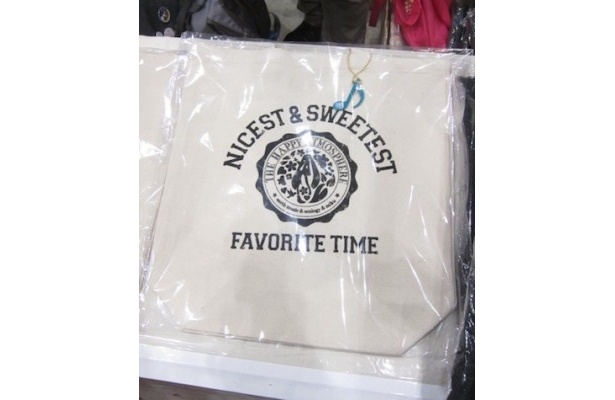 NICEST & SWEETEST
THE HAPPY ATMOSPHERE
FAVORITE TIME